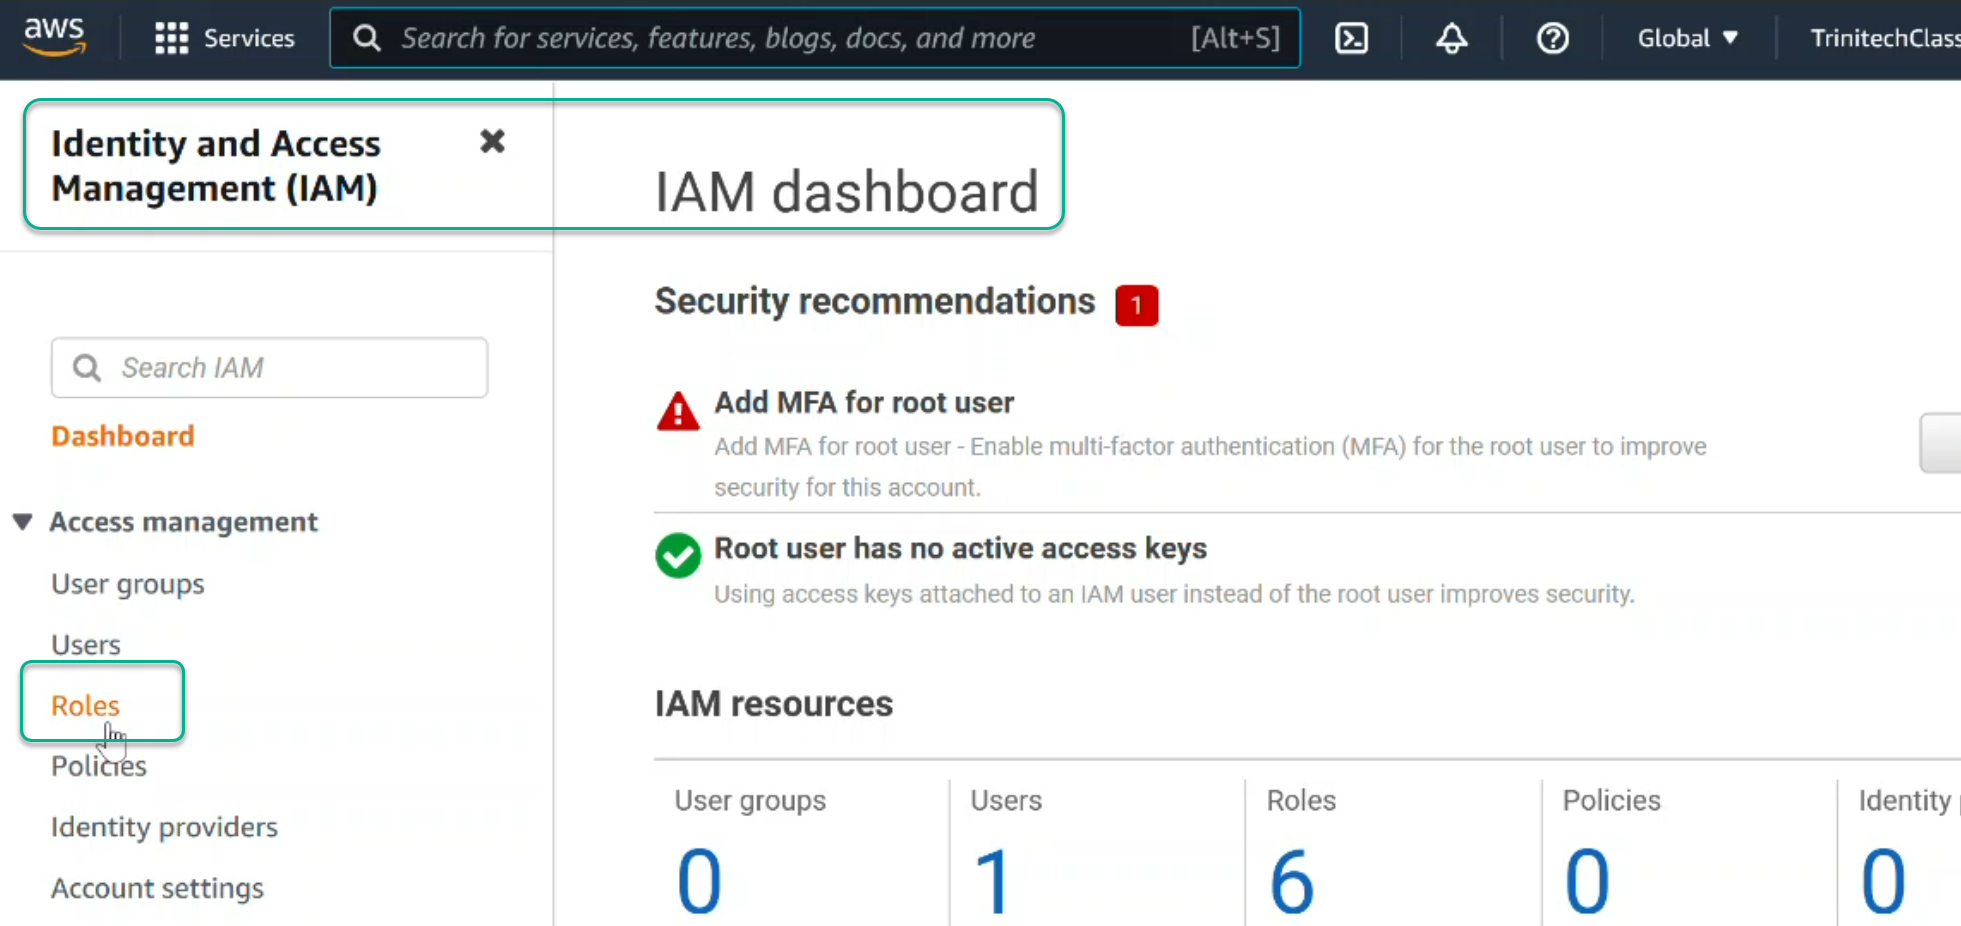 aws
Services
Search for services, features, blogs, docs, and more
[Alt+S]
Global
TrinitechClass
Identity and Access
Management (IAM)
Search IAM
Dashboard
Access management
User groups
Users
Roles
Policies
Identity providers
Account settings
IAM dashboard
Security recommendations 1
Add MFA for root user
Add MFA for root user - Enable multi-factor authentication (MFA) for the root user to improve
security for this account.
Root user has no active access keys
Using access keys attached to an IAM user instead of the root user improves security.
IAM resources
User groups
0
Users
1
Roles
6
Policies
0
Identity
0